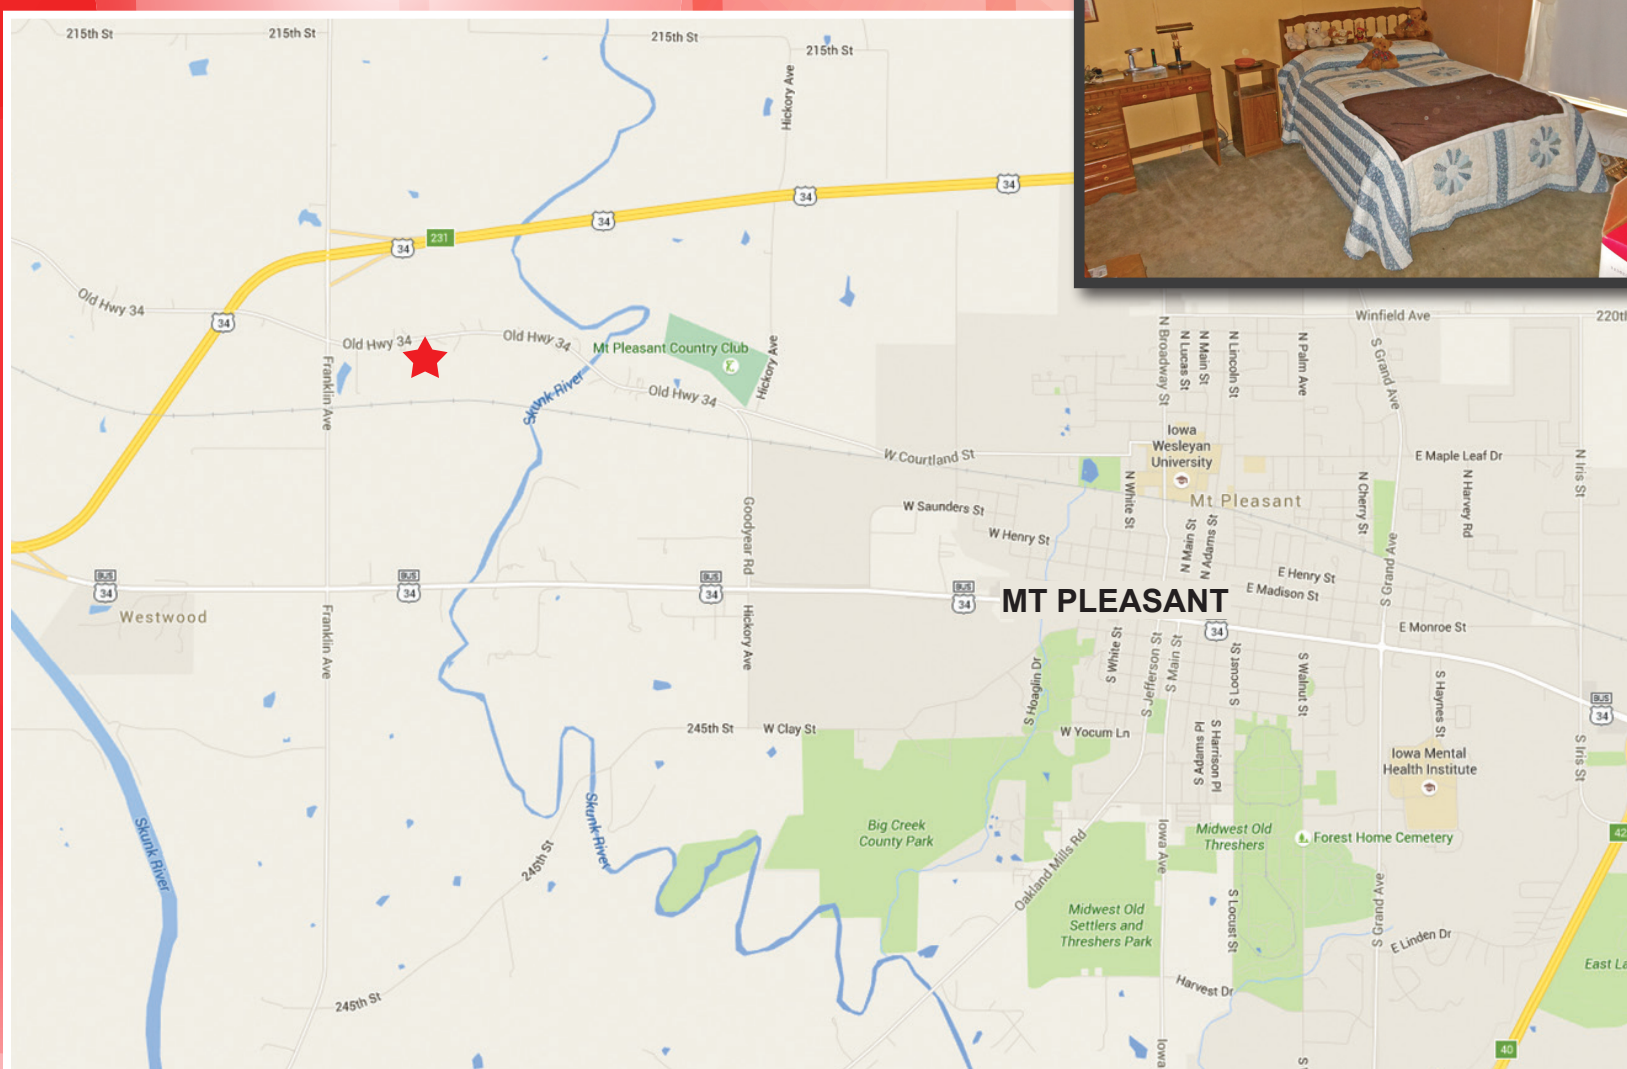 215th St
215th St
215th St
215th St
Hickory Ave
34
34
34
34
231
34
Old Hwy 34
Old Hwy 34
Old Hwy 34
Mt Pleasant Country Club
Hickory Ave
Franklin Ave
Skunk River
Old Hwy 34
Winfield Ave
N Broadway St
N Lucas St
N Main St
N Lincoln St
N Palm Ave
S Grand Ave
W Courtland St
Iowa
Wesleyan
University
E Maple Leaf Dr
N Iris St
N White St
Mt Pleasant
N Cherry St
N Harvey Rd
W Saunders St
W Henry St
Goodyear Rd
N Main St
N Adams St
S Grand Ave
E Henry St
E Madison St
BUS
34
BUS
34
BUS
34
BUS
34
MT PLEASANT
Westwood
Franklin Ave
Hickory Ave
34
E Monroe St
S White St
S Jefferson St
S Main St
S Locust St
S Walnut St
S Haynes St
S Hoaglin Dr
BUS
34
245th St
W Clay St
W Yocum Ln
S Adams Pl
S Harrison Pl
Iowa Mental
Health Institute
S Iris St
Skunk River
Skunk River
245th St
Big Creek
County Park
Oakland Mills Rd
Iowa Ave
Midwest Old
Threshers
Forest Home Cemetery
42
Midwest Old
Settlers and
Threshers Park
S Locust St
S Grand Ave
E Linden Dr
East La
Harvest Dr
245th St
Iowa
S
40